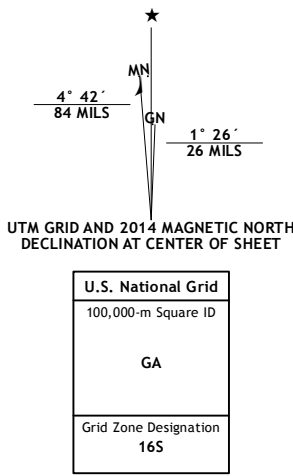 MN
4° 42´
84 MILS
GN
1° 26´
26 MILS
UTM GRID AND 2014 MAGNETIC NORTH
DECLINATION AT CENTER OF SHEET
U.S. National Grid
100,000-m Square ID
GA
Grid Zone Designation
16S